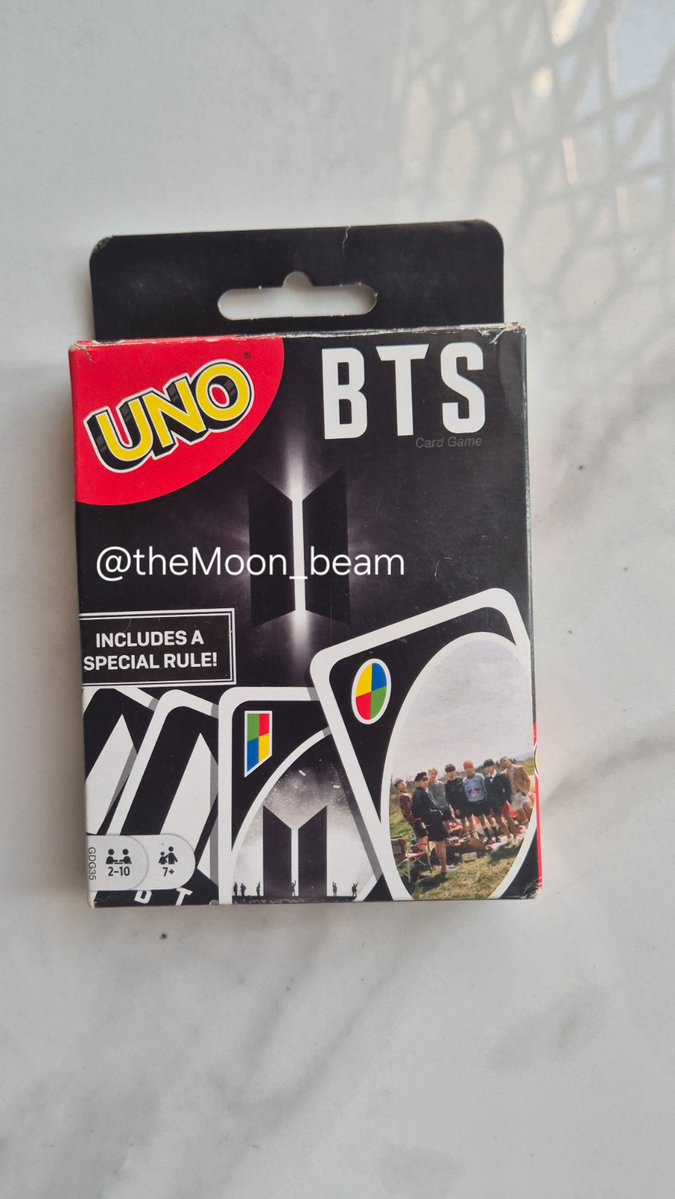 UNO
®
BTS
Card Game
@theMoon_beam
INCLUDES A
SPECIAL RULE!
2-10
7+
GDG35
B T